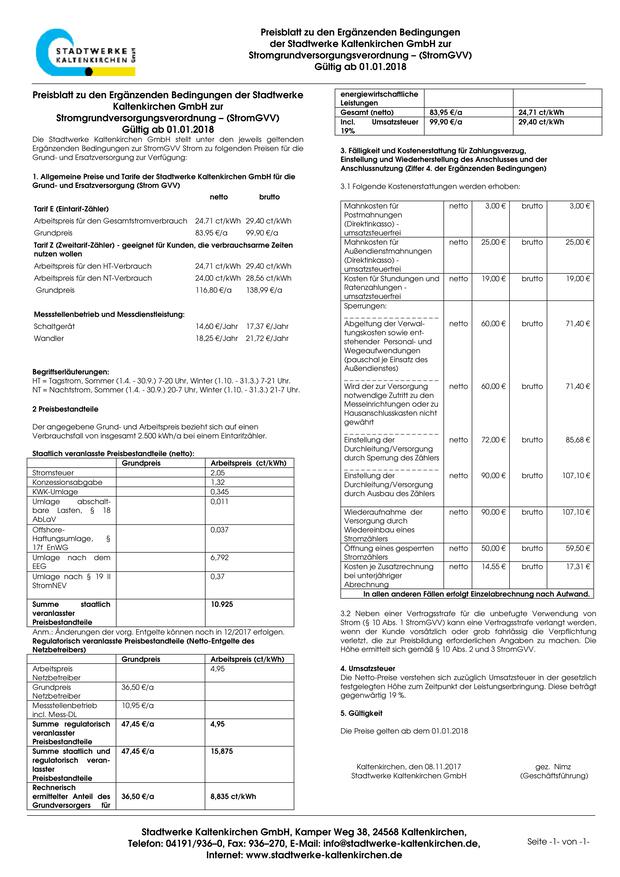 STADTWERKE
KALTENKIRCHEN GmbH
Preisblatt zu den Ergänzenden Bedingungen
der Stadtwerke Kaltenkirchen GmbH zur
Stromgrundversorgungsverordnung – (StromGVV)
Gültig ab 01.01.2018
Preisblatt zu den Ergänzenden Bedingungen der Stadtwerke
Kaltenkirchen GmbH zur
Stromgrundversorgungsverordnung – (StromGVV)
Gültig ab 01.01.2018
Die Stadtwerke Kaltenkirchen GmbH stellt unter den jeweils geltenden
Ergänzenden Bedingungen zur StromGVV Strom zu folgenden Preisen für die
Grund- und Ersatzversorgung zur Verfügung:
1. Allgemeine Preise und Tarife der Stadtwerke Kaltenkirchen GmbH für die
Grund- und Ersatzversorgung (Strom GVV)
netto brutto
Tarif E (Eintarif-Zähler)
Arbeitspreis für den Gesamtstromverbrauch 24,71 ct/kWh 29,40 ct/kWh
Grundpreis 83,95 €/a 99,90 €/a
Tarif Z (Zweitarif-Zähler) - geeignet für Kunden, die verbrauchsarme Zeiten
nutzen wollen
Arbeitspreis für den HT-Verbrauch 24,71 ct/kWh 29,40 ct/kWh
Arbeitspreis für den NT-Verbrauch 24,00 ct/kWh 28,56 ct/kWh
Grundpreis 116,80 €/a 138,99 €/a
Messstellenbetrieb und Messdienstleistung:
Schaltgerät 14,60 €/Jahr 17,37 €/Jahr
Wandler 18,25 €/Jahr 21,72 €/Jahr
Begriffserläuterungen:
HT = Tagstrom, Sommer (1.4. - 30.9.) 7-20 Uhr, Winter (1.10. - 31.3.) 7-21 Uhr.
NT = Nachtstrom, Sommer (1.4. - 30.9.) 20-7 Uhr, Winter (1.10. - 31.3.) 21-7 Uhr.
2 Preisbestandteile
Der angegebene Grund- und Arbeitspreis bezieht sich auf einen
Verbrauchsfall von insgesamt 2.500 kWh/a bei einem Eintarifzähler.
Staatlich veranlasste Preisbestandteile (netto):
Grundpreis Arbeitspreis (ct/kWh)
Stromsteuer 2,05
Konzessionsabgabe 1,32
KWK-Umlage 0,345
Umlage abschalt- 0,011
bare Lasten, § 18
AbLaV
Offshore- 0,037
Haftungsumlage, §
17f EnWG
Umlage nach dem 6,792
EEG
Umlage nach § 19 II 0,37
StromNEV
Summe staatlich 10,925
veranlasster
Preisbestandteile
Anm.: Änderungen der vorg. Entgelte können noch in 12/2017 erfolgen.
Regulatorisch veranlasste Preisbestandteile (Netto-Entgelte des
Netzbetreibers)
Grundpreis Arbeitspreis (ct/kWh)
Arbeitspreis 4,95
Netzbetreiber
Grundpreis 36,50 €/a
Netzbetreiber
Messstellenbetrieb 10,95 €/a
incl. Mess-DL
Summe regulatorisch 47,45 €/a 4,95
veranlasster
Preisbestandteile
Summe staatlich und 47,45 €/a 15,875
regulatorisch veran-
lasster
Preisbestandteile
Rechnerisch
ermittelter Anteil des 36,50 €/a 8,835 ct/kWh
Grundversorgers für
energiewirtschaftliche
Leistungen
Gesamt (netto) 83,95 €/a 24,71 ct/kWh
Incl. Umsatzsteuer 99,90 €/a 29,40 ct/kWh
19%
3. Fälligkeit und Kostenerstattung für Zahlungsverzug,
Einstellung und Wiederherstellung des Anschlusses und der
Anschlussnutzung (Ziffer 4. der Ergänzenden Bedingungen)
3.1 Folgende Kostenerstattungen werden erhoben:
Mahnkosten für netto 3,00 € brutto 3,00 €
Postmahnungen
(Direktinkasso) -
umsatzsteuerfrei
Mahnkosten für netto 25,00 € brutto 25,00 €
Außendienstmahnungen
(Direktinkasso) -
umsatzsteuerfrei
Kosten für Stundungen und netto 19,00 € brutto 19,00 €
Ratenzahlungen -
umsatzsteuerfrei
Sperrungen:
Abgeltung der Verwal- netto 60,00 € brutto 71,40 €
tungskosten sowie ent-
stehender Personal- und
Wegeaufwendungen
(pauschal je Einsatz des
Außendienstes)
Wird der zur Versorgung netto 60,00 € brutto 71,40 €
notwendige Zutritt zu den
Messeinrichtungen oder zu
Hausanschlusskasten nicht
gewährt
Einstellung der netto 72,00 € brutto 85,68 €
Durchleitung/Versorgung
durch Sperrung des Zählers
Einstellung der netto 90,00 € brutto 107,10 €
Durchleitung/Versorgung
durch Ausbau des Zählers
Wiederaufnahme der netto 90,00 € brutto 107,10 €
Versorgung durch
Wiedereinbau eines
Stromzählers
Öffnung eines gesperrten netto 50,00 € brutto 59,50 €
Stromzählers
Kosten je Zusatzrechnung netto 14,55 € brutto 17,31 €
bei unterjähriger
Abrechnung
In allen anderen Fällen erfolgt Einzelabrechnung nach Aufwand.
3.2 Neben einer Vertragsstrafe für die unbefugte Verwendung von
Strom (§ 10 Abs. 1 StromGVV) kann eine Vertragsstrafe verlangt werden,
wenn der Kunde vorsätzlich oder grob fahrlässig die Verpflichtung
verletzt, die zur Preisbildung erforderlichen Angaben zu machen. Die
Höhe ermittelt sich gemäß § 10 Abs. 2 und 3 StromGVV.
4. Umsatzsteuer
Die Netto-Preise verstehen sich zuzüglich Umsatzsteuer in der gesetzlich
festgelegten Höhe zum Zeitpunkt der Leistungserbringung. Diese beträgt
gegenwärtig 19 %.
5. Gültigkeit
Die Preise gelten ab dem 01.01.2018
Kaltenkirchen, den 08.11.2017 gez. Nimz
Stadtwerke Kaltenkirchen GmbH (Geschäftsführung)
Stadtwerke Kaltenkirchen GmbH, Kamper Weg 38, 24568 Kaltenkirchen,
Telefon: 04191/936–0, Fax: 936–270, E-Mail: info@stadtwerke-kaltenkirchen.de,
Internet: www.stadtwerke-kaltenkirchen.de
Seite -1- von -1-